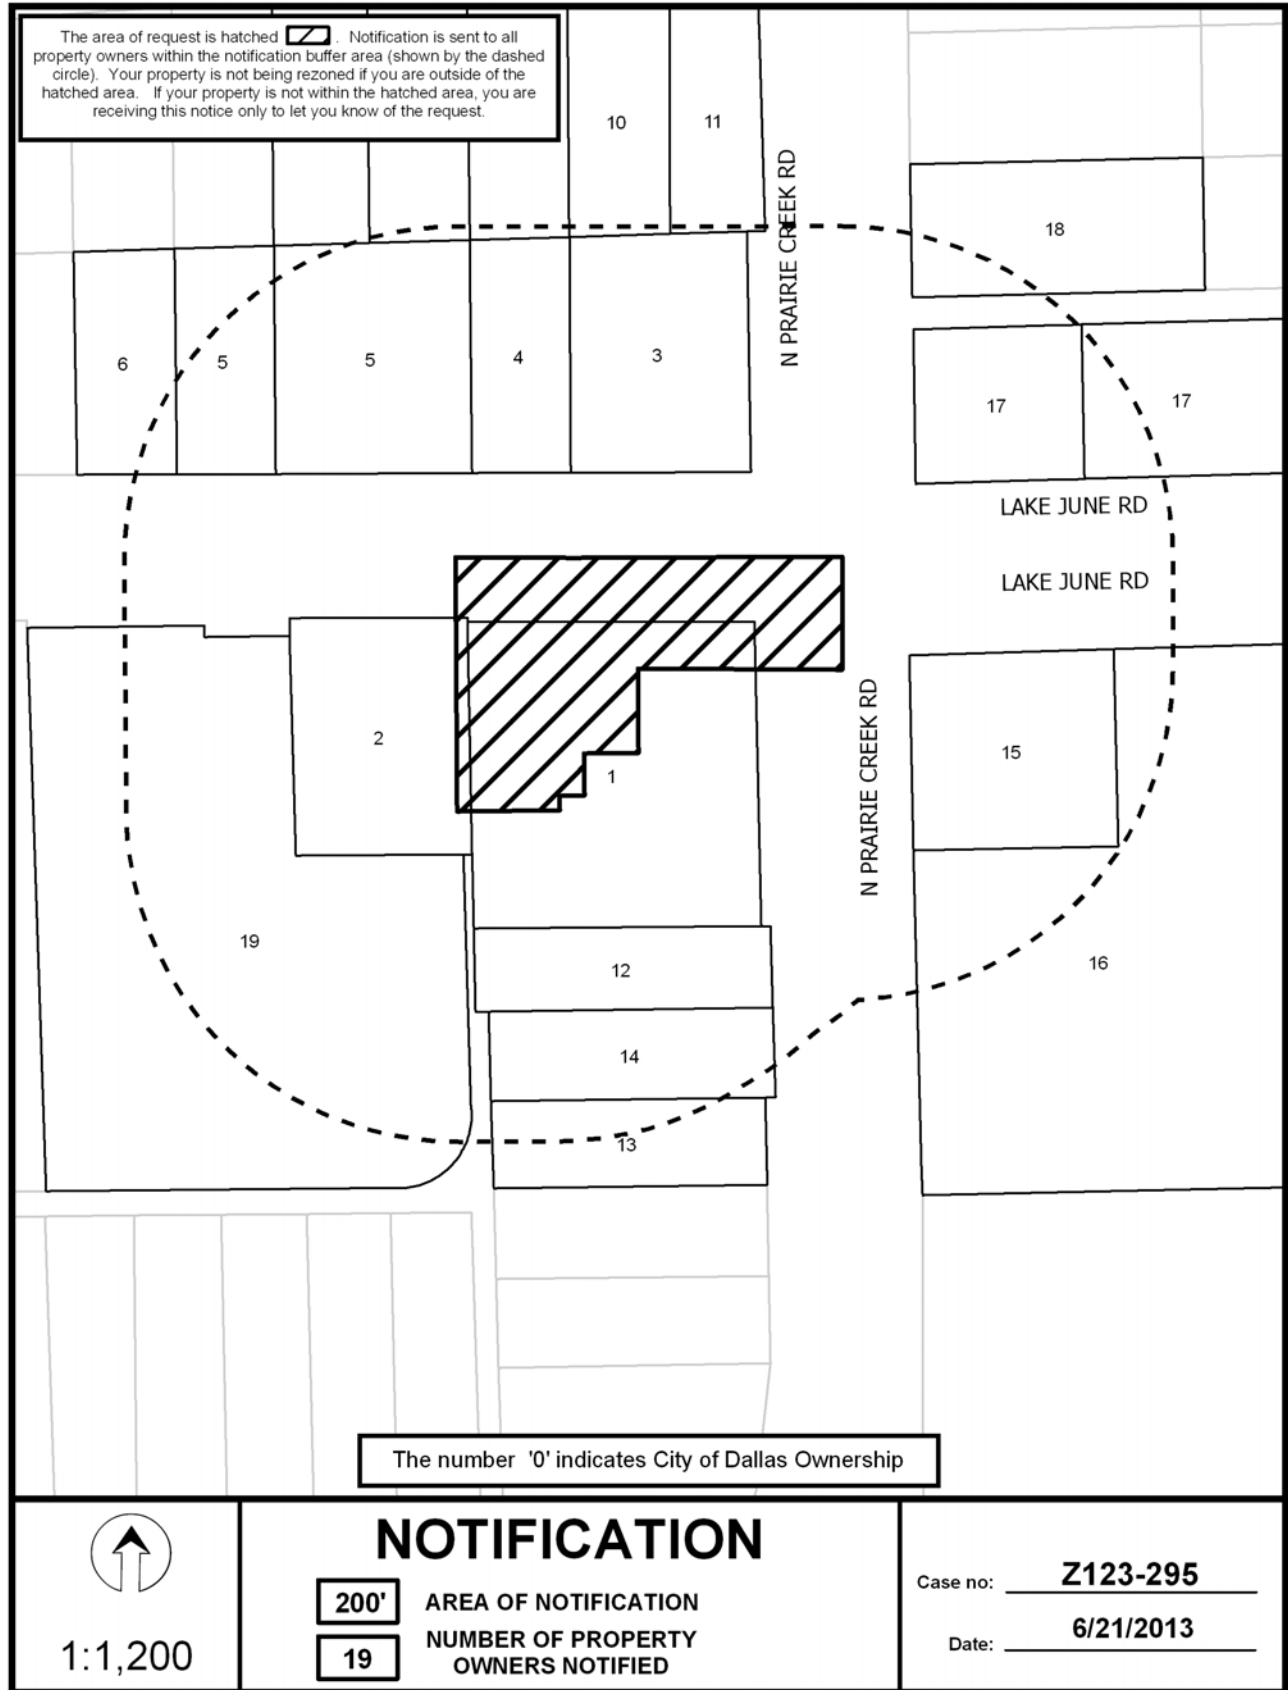 The area of request is hatched . Notification is sent to all
property owners within the notification buffer area (shown by the dashed
circle). Your property is not being rezoned if you are outside of the
hatched area. If your property is not within the hatched area, you are
receiving this notice only to let you know of the request.
10
11
N PRAIRIE CREEK RD
18
6
5
5
4
3
17
17
LAKE JUNE RD
LAKE JUNE RD
2
1
N PRAIRIE CREEK RD
15
19
12
16
14
13
The number '0' indicates City of Dallas Ownership
1:1,200
NOTIFICATION
200' AREA OF NOTIFICATION
19 NUMBER OF PROPERTY
OWNERS NOTIFIED
Case no: Z123-295
Date: 6/21/2013